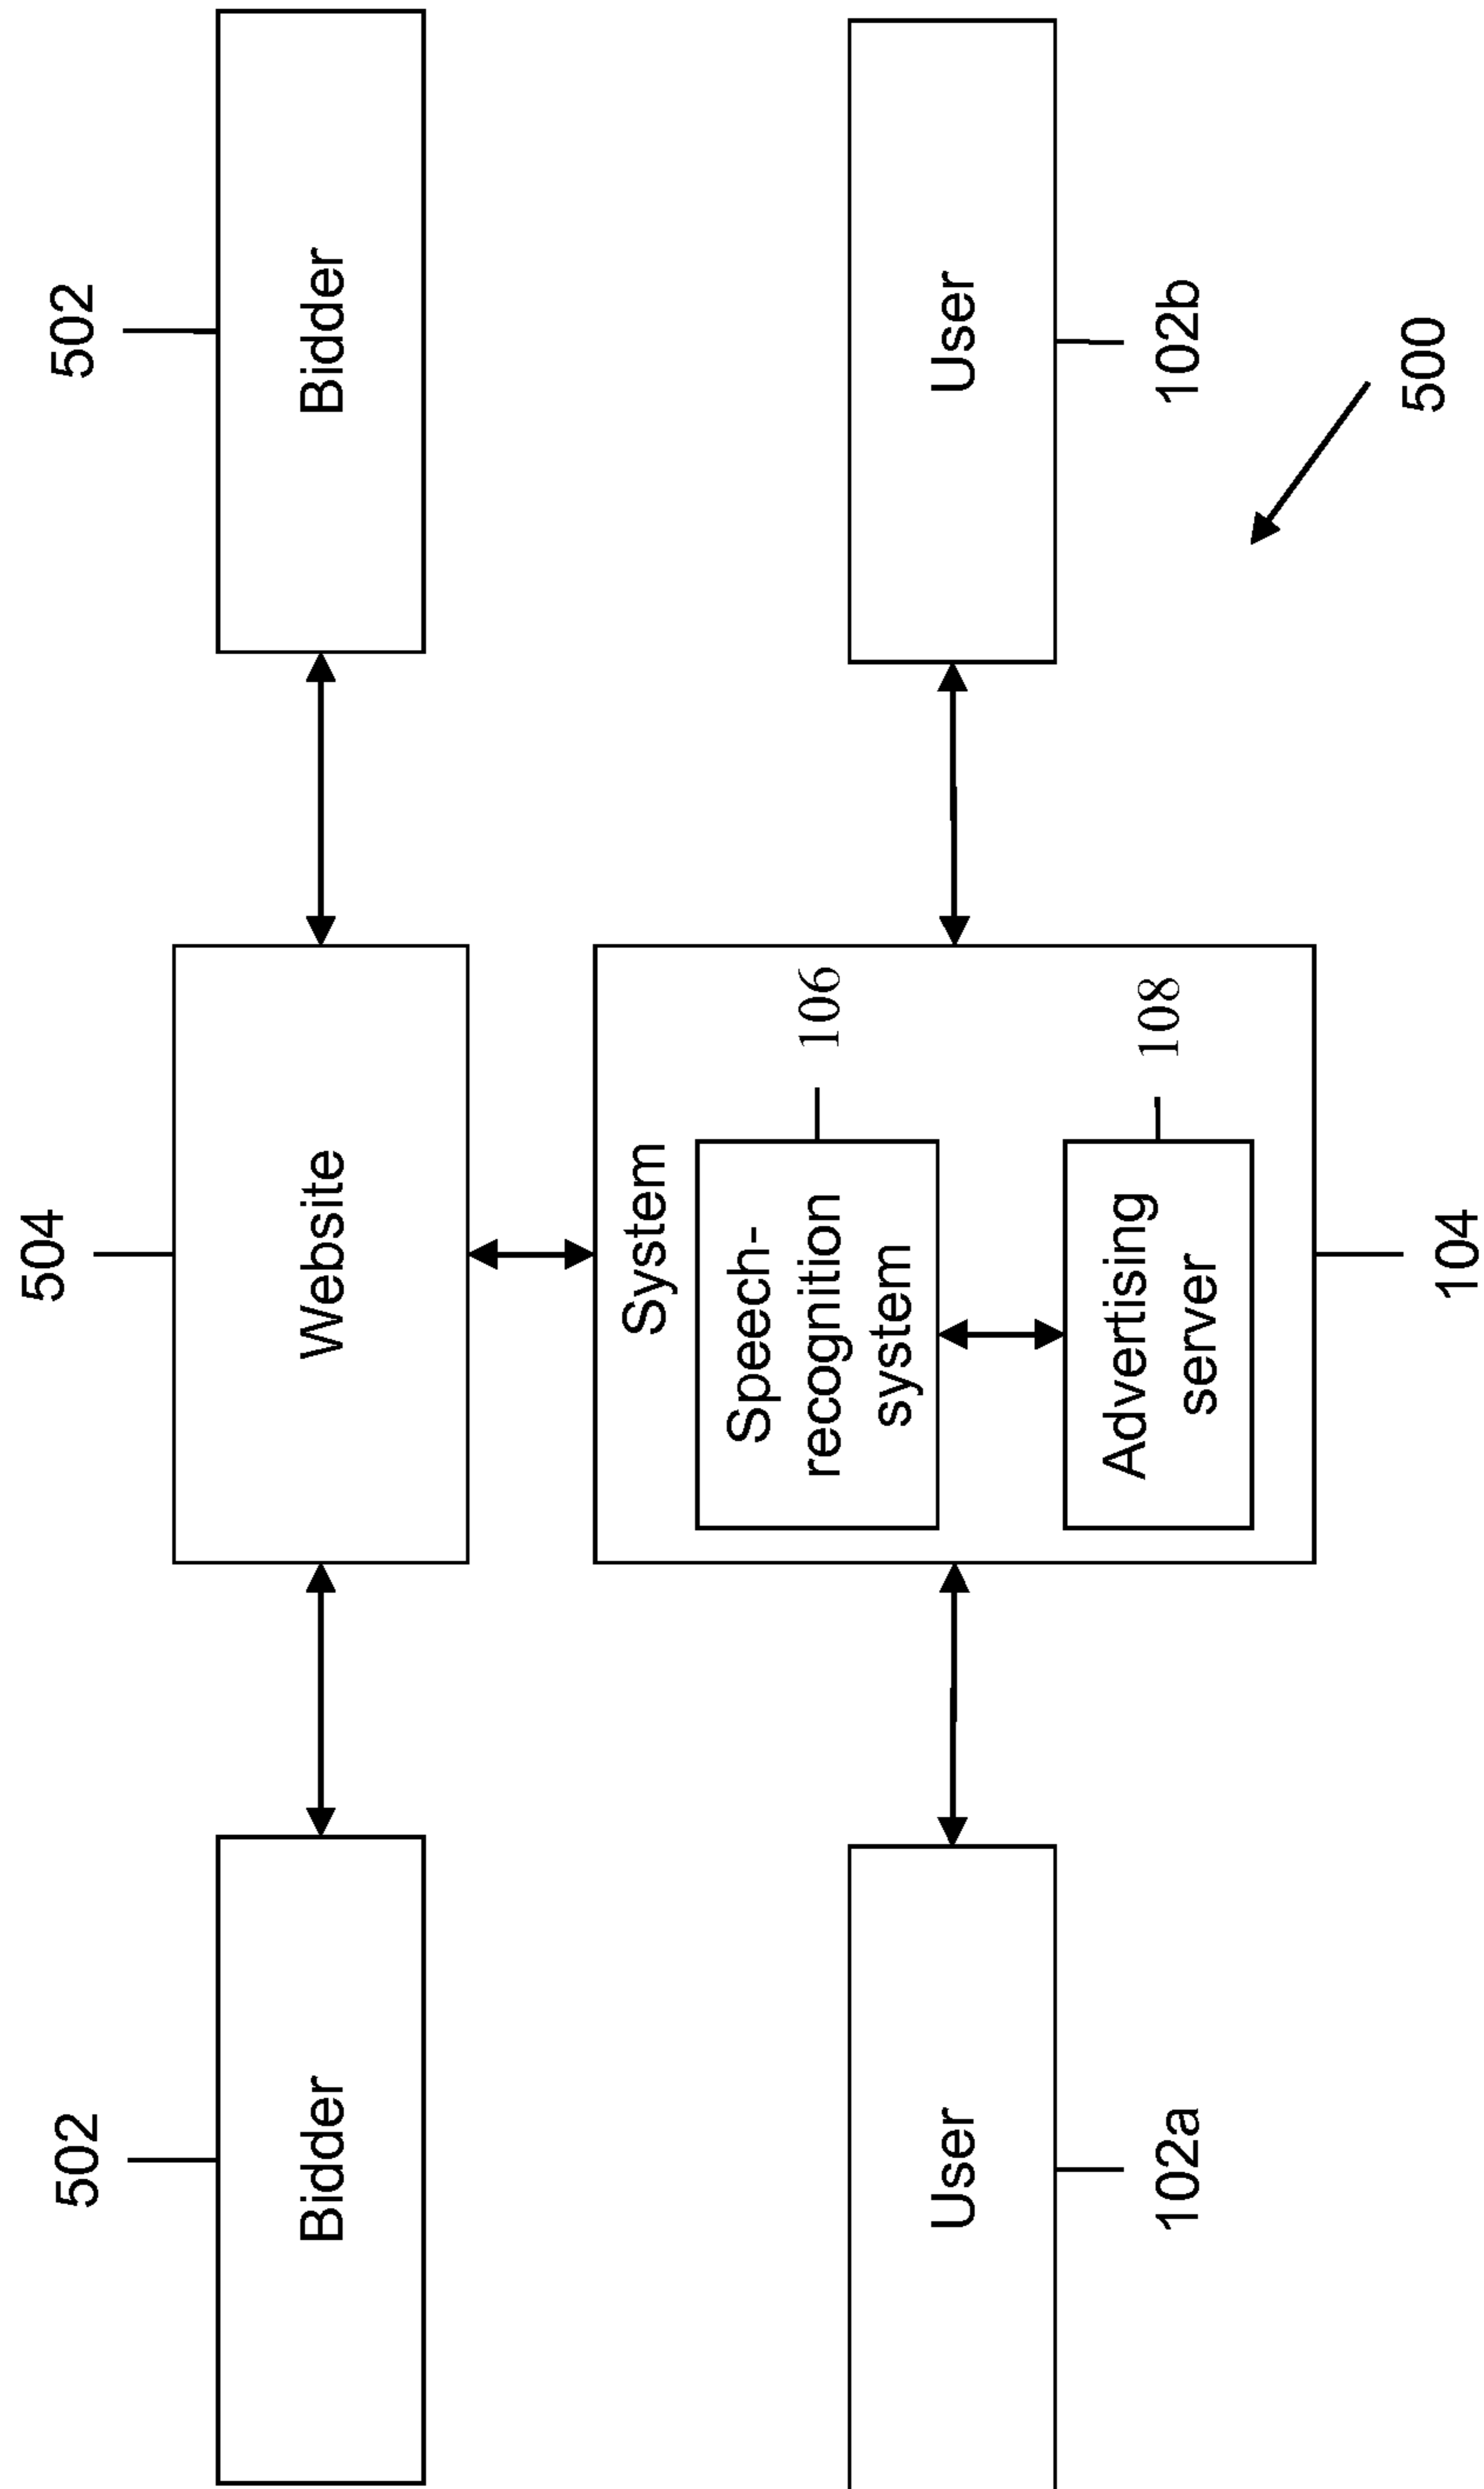 502
504
502
Bidder
Website
Bidder
System
Speech-
recognition
system
106
Advertising
server
108
User
User
102a
104
102b
500